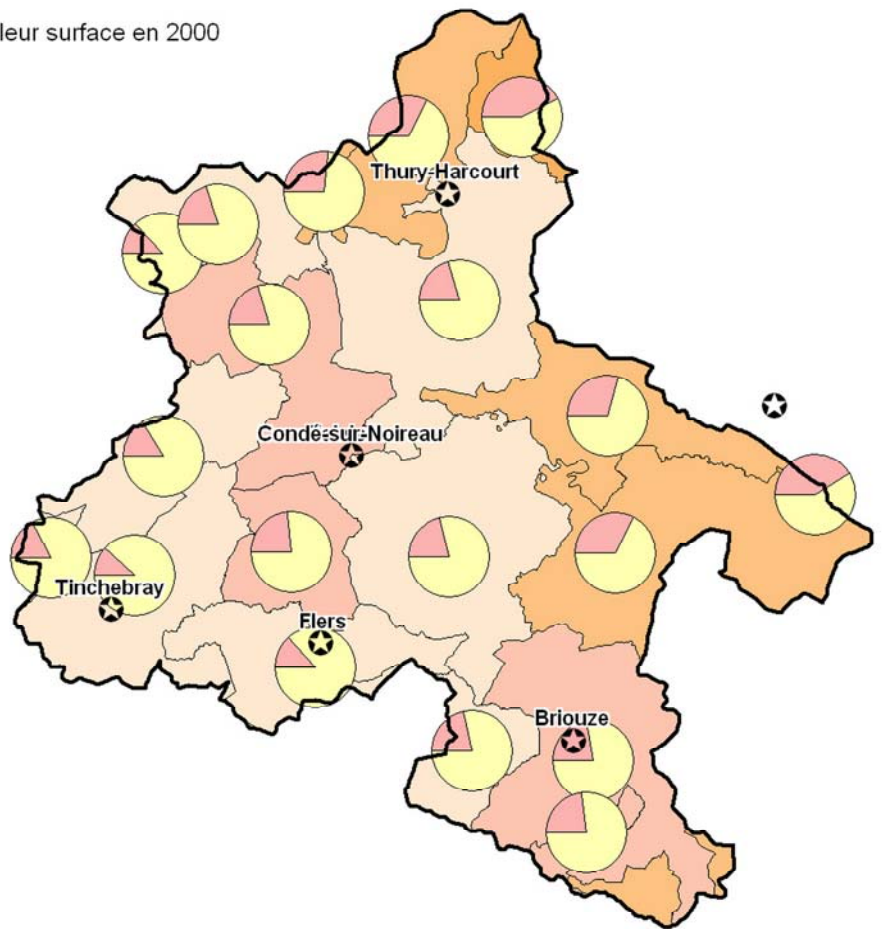 leur surface en 2000
Thury-Harcourt
Condé-sur-Noireau
Tinchebray
Flers
Briouze